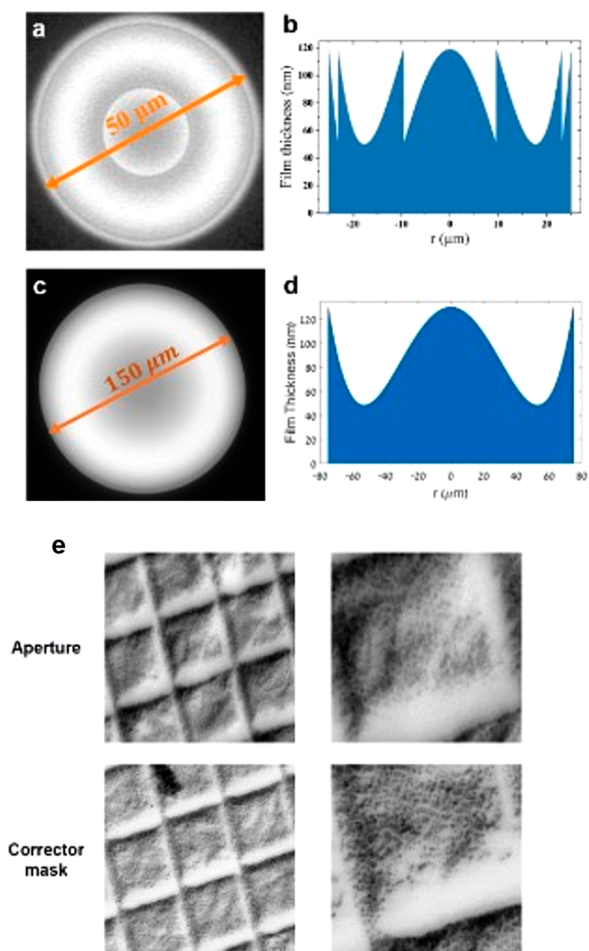 a
50 μm
b
Film thickness (nm)
120
100
80
60
40
20
0
-20
-10
0
10
20
r (μm)
c
150 μm
d
Film Thickness (nm)
120
100
80
60
40
20
0
-80
-60
-40
-20
0
20
40
60
80
r (μm)
e
Aperture
Corrector
mask